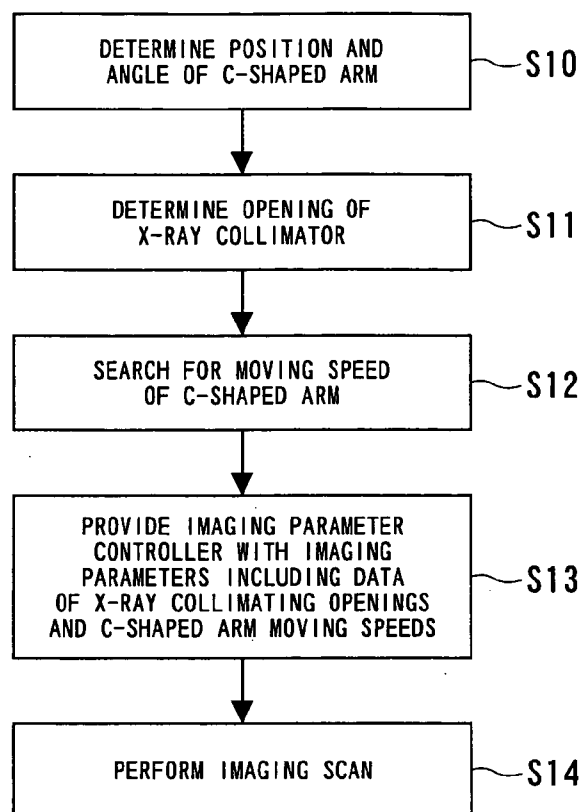 DETERMINE POSITION AND
ANGLE OF C-SHAPED ARM
S10
DETERMINE OPENING OF
X-RAY COLLIMATOR
S11
SEARCH FOR MOVING SPEED
OF C-SHAPED ARM
S12
PROVIDE IMAGING PARAMETER
CONTROLLER WITH IMAGING
PARAMETERS INCLUDING DATA
OF X-RAY COLLIMATING OPENINGS
AND C-SHAPED ARM MOVING SPEEDS
S13
PERFORM IMAGING SCAN
S14